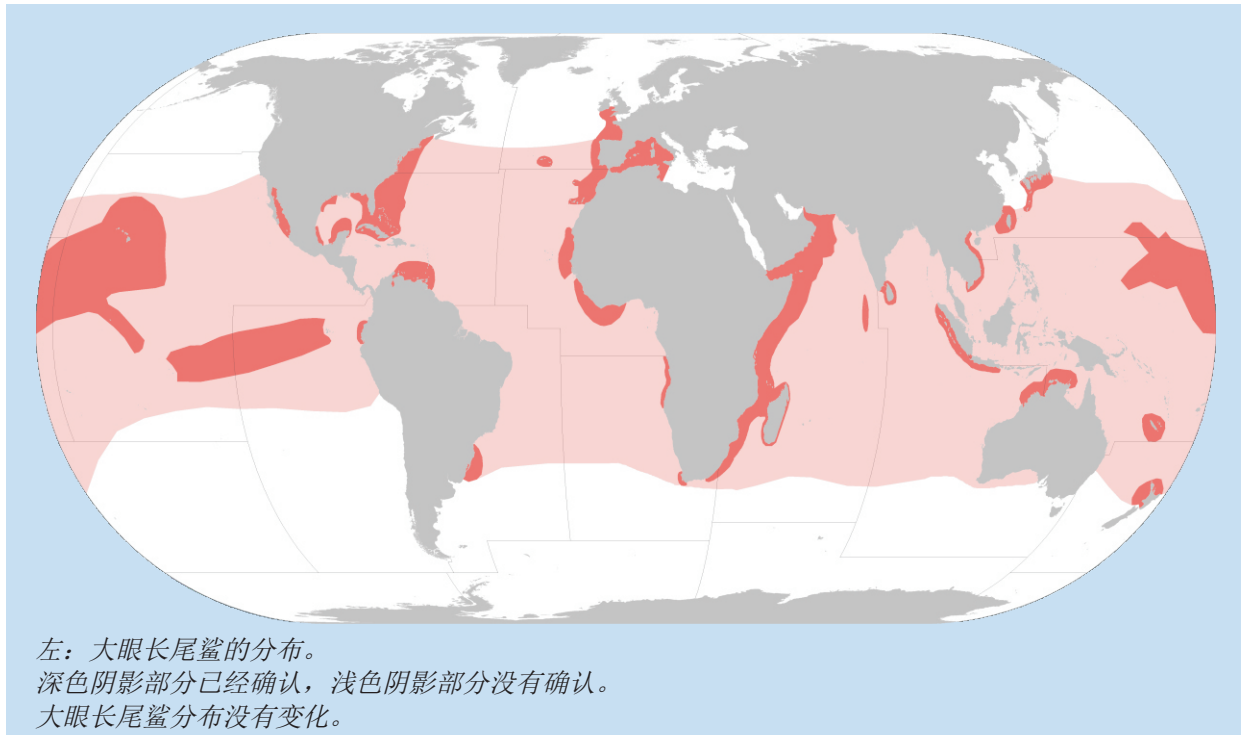 左：大眼长尾鲨的分布。
深色阴影部分已经确认，浅色阴影部分没有确认。
大眼长尾鲨分布没有变化。